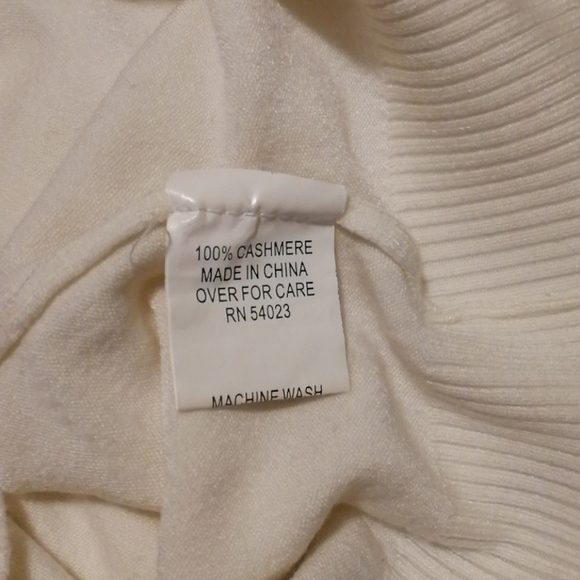 100% CASHMERE
MADE IN CHINA
OVER FOR CARE
RN 54023
MACHINE WASH